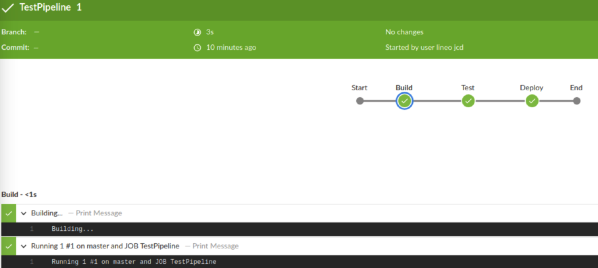 TestPipeline 1
Branch: —
3s
No changes
Commit: —
10 minutes ago
Started by user lineo jcd
Start Build Test Deploy End
Build - <1s
Building... — Print Message
1 Building...
Running 1 #1 on master and JOB TestPipeline — Print Message
1 Running 1 #1 on master and JOB TestPipeline